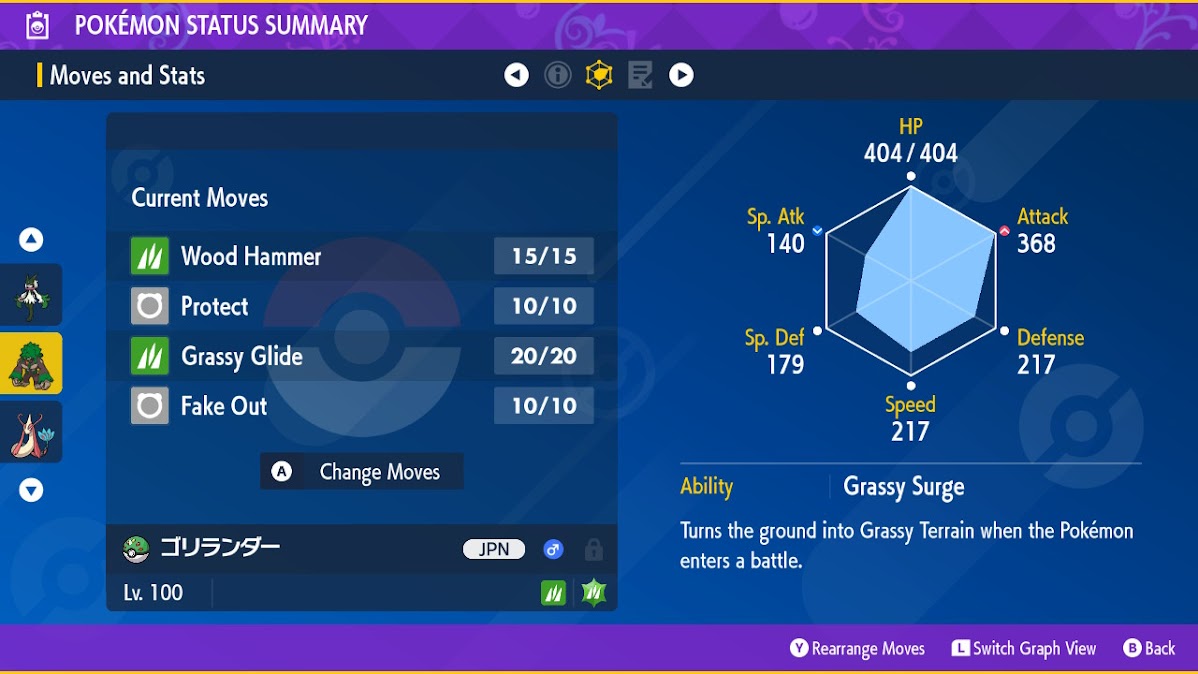 POKÉMON STATUS SUMMARY
Moves and Stats
Current Moves
Wood Hammer 15/15
Protect 10/10
Grassy Glide 20/20
Fake Out 10/10
A Change Moves
ゴリランダー JPN
Lv. 100
HP
404 / 404
Sp. Atk
140
Attack
368
Sp. Def
179
Defense
217
Speed
217
Ability Grassy Surge
Turns the ground into Grassy Terrain when the Pokémon
enters a battle.
Y Rearrange Moves L Switch Graph View B Back